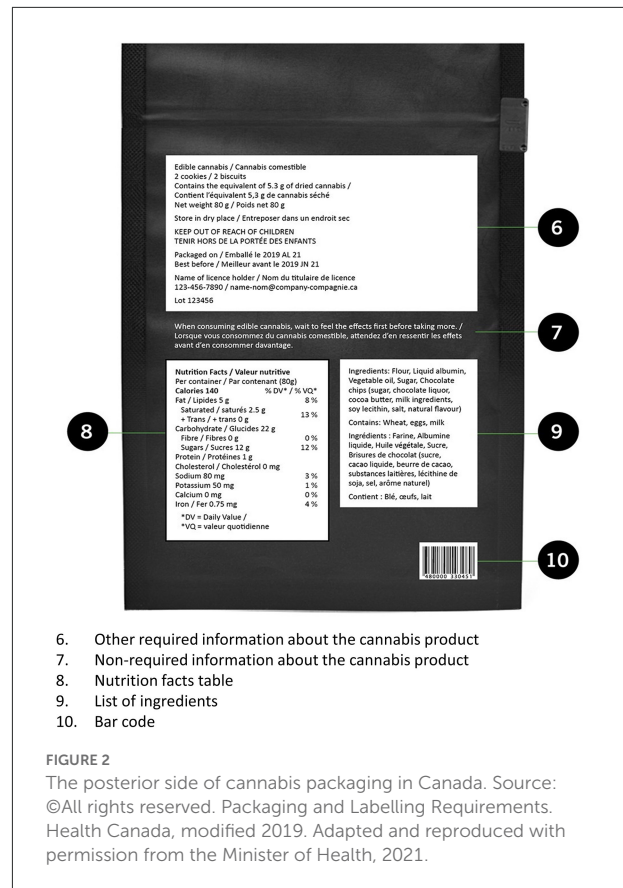 Edible cannabis / Cannabis comestible
2 cookies / 2 biscuits
Contains the equivalent of 5.3 g of dried cannabis /
Contient l'équivalent 5,3 g de cannabis séché
Net weight 80 g / Poids net 80 g
Store in dry place / Entreposer dans un endroit sec
KEEP OUT OF REACH OF CHILDREN
TENIR HORS DE LA PORTÉE DES ENFANTS
Packaged on / Emballé le 2019 AL 21
Best before / Meilleur avant le 2019 JN 21
Name of licence holder / Nom du titulaire de licence
123-456-7890 / name-nom@company-compagnie.ca
Lot 123456
6
When consuming edible cannabis, wait to feel the effects first before taking more. /
Lorsque vous consommez du cannabis comestible, attendez d'en ressentir les effets
avant d'en consommer davantage.
7
Nutrition Facts / Valeur nutritive
Per container / Par contenant (80g)
Calories 140 % DV* / % VQ*
Fat / Lipides 5 g 8 %
Saturated / saturés 2.5 g
+ Trans / + trans 0 g 13 %
Carbohydrate / Glucides 22 g
Fibre / Fibres 0 g 0 %
Sugars / Sucres 12 g 12 %
Protein / Protéines 1 g
Cholesterol / Cholestérol 0 mg
Sodium 80 mg 3 %
Potassium 50 mg 1 %
Calcium 0 mg 0 %
Iron / Fer 0.75 mg 4 %
*DV = Daily Value /
*VQ = valeur quotidienne
8
Ingredients: Flour, Liquid albumin,
Vegetable oil, Sugar, Chocolate
chips (sugar, chocolate liquor,
cocoa butter, milk ingredients,
soy lecithin, salt, natural flavour)
Contains: Wheat, eggs, milk
Ingrédients : Farine, Albumine
liquide, Huile végétale, Sucre,
Brisures de chocolat (sucre,
cacao liquide, beurre de cacao,
substances laitières, lécithine de
soja, sel, arôme naturel)
Contient : Blé, œufs, lait
9
480000 330451
10
6. Other required information about the cannabis product
7. Non-required information about the cannabis product
8. Nutrition facts table
9. List of ingredients
10. Bar code
FIGURE 2
The posterior side of cannabis packaging in Canada. Source:
©All rights reserved. Packaging and Labelling Requirements.
Health Canada, modified 2019. Adapted and reproduced with
permission from the Minister of Health, 2021.